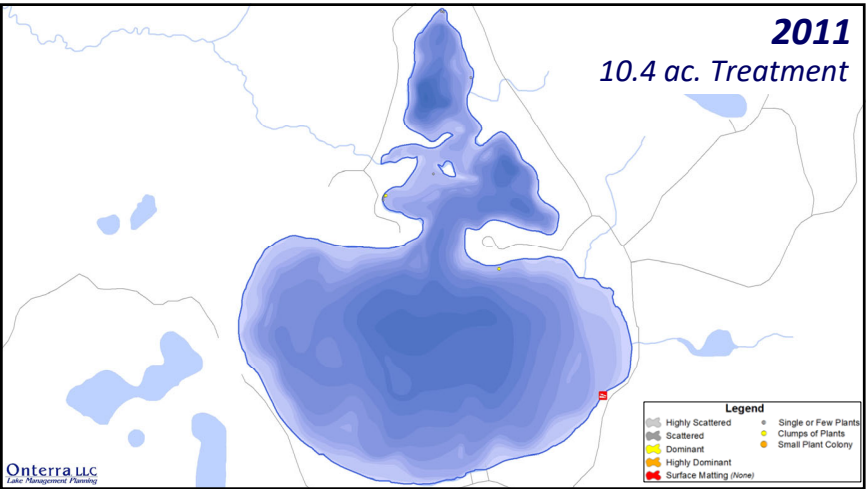 2011
10.4 ac. Treatment
Legend
Highly Scattered
Scattered
Dominant
Highly Dominant
Surface Matting (None)
Single or Few Plants
Clumps of Plants
Small Plant Colony
Onterra LLC
Lake Management Planning